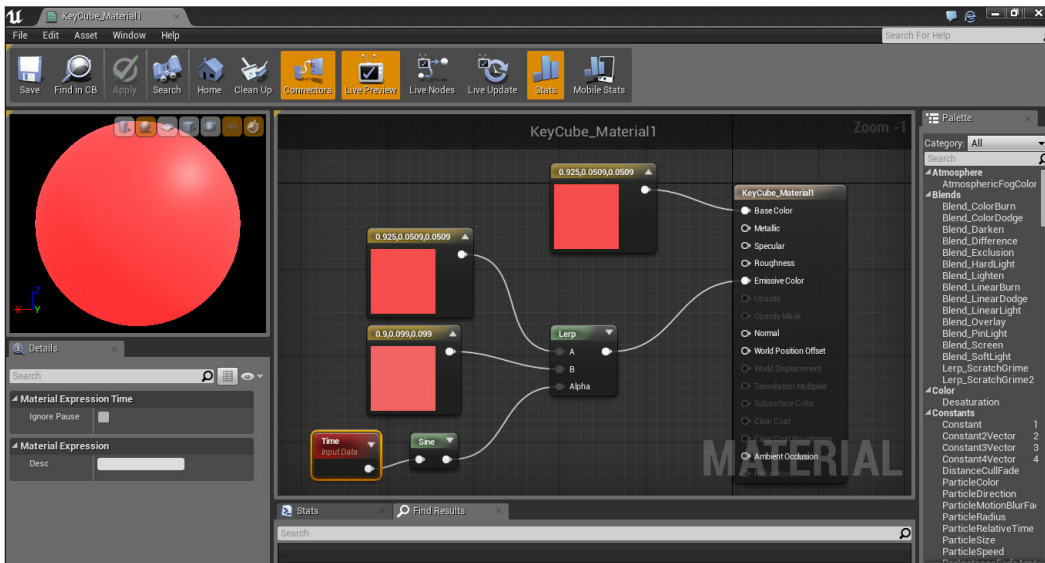 KeyCube_Material1
File Edit Asset Window Help
Search For Help
Save Find in CB Apply Search Home Clean Up Connectors Live Preview Live Nodes Live Update Stats Mobile Stats
KeyCube_Material1
Zoom -1
0.925,0.0509,0.0509
0.925,0.0509,0.0509
0.9,0.099,0.099
Lerp
A
B
Alpha
Time
Input Data
Sine
KeyCube_Material1
Base Color
Metallic
Specular
Roughness
Emissive Color
Opacity
Opacity Mask
Normal
World Position Offset
World Displacement
Tessellation Multiplier
Subsurface Color
Clear Coat
Clear Coat Roughness
Ambient Occlusion
MATERIAL
Z
X Y
Details
Search
Material Expression Time
Ignore Pause
Material Expression
Desc
Stats
Find Results
Search
Palette
Category: All
Search
Atmosphere
AtmosphericFogColor
Blends
Blend_ColorBurn
Blend_ColorDodge
Blend_Darken
Blend_Difference
Blend_Exclusion
Blend_HardLight
Blend_Lighten
Blend_LinearBurn
Blend_LinearDodge
Blend_LinearLight
Blend_Overlay
Blend_PinLight
Blend_Screen
Blend_SoftLight
Lerp_ScratchGrime
Lerp_ScratchGrime2
Color
Desaturation
Constants
Constant 1
Constant2Vector 2
Constant3Vector 3
Constant4Vector 4
DistanceCullFade
ParticleColor
ParticleDirection
ParticleMotionBlurFa
ParticleRadius
ParticleRelativeTime
ParticleSize
ParticleSpeed